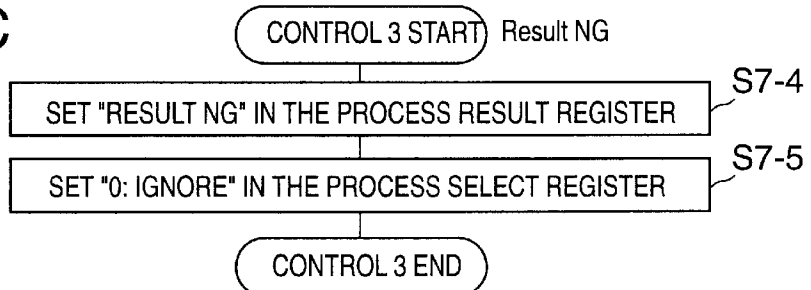 C
CONTROL 3 START Result NG
S7-4
SET "RESULT NG" IN THE PROCESS RESULT REGISTER
S7-5
SET "0: IGNORE" IN THE PROCESS SELECT REGISTER
CONTROL 3 END